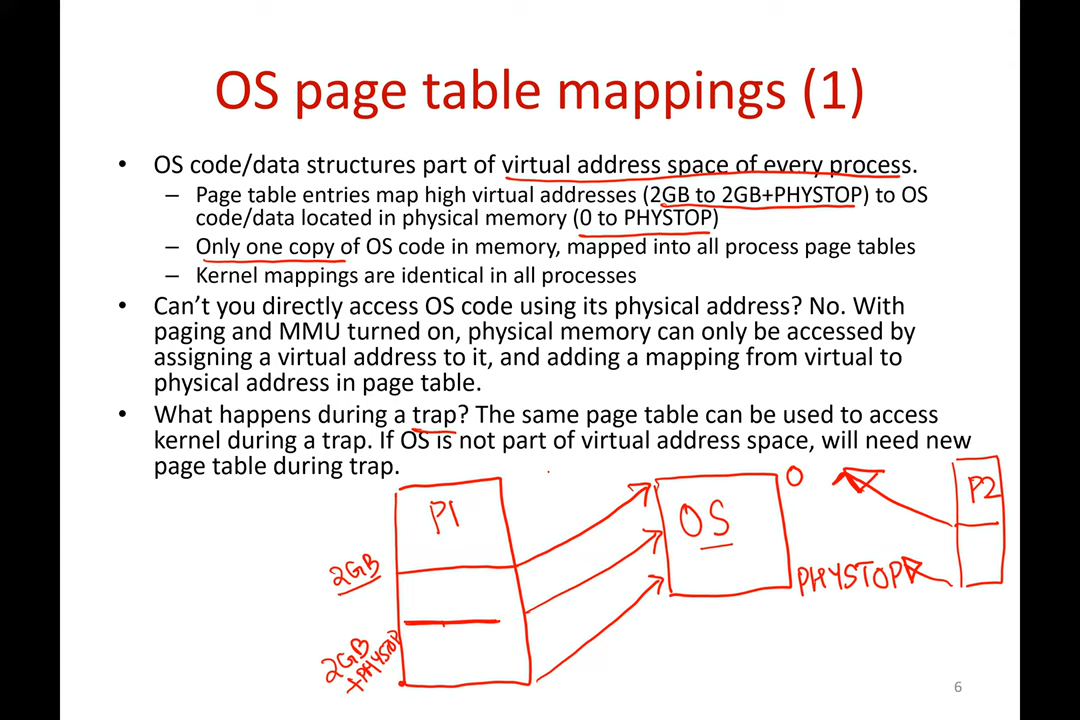 OS page table mappings (1)
• OS code/data structures part of virtual address space of every process.
– Page table entries map high virtual addresses (2GB to 2GB+PHYSTOP) to OS
code/data located in physical memory (0 to PHYSTOP)
– Only one copy of OS code in memory, mapped into all process page tables
– Kernel mappings are identical in all processes
• Can’t you directly access OS code using its physical address? No. With
paging and MMU turned on, physical memory can only be accessed by
assigning a virtual address to it, and adding a mapping from virtual to
physical address in page table.
• What happens during a trap? The same page table can be used to access
kernel during a trap. If OS is not part of virtual address space, will need new
page table during trap.
P1
2GB
2GB
+PHYSTOP
OS
0
PHYSTOP
P2
6